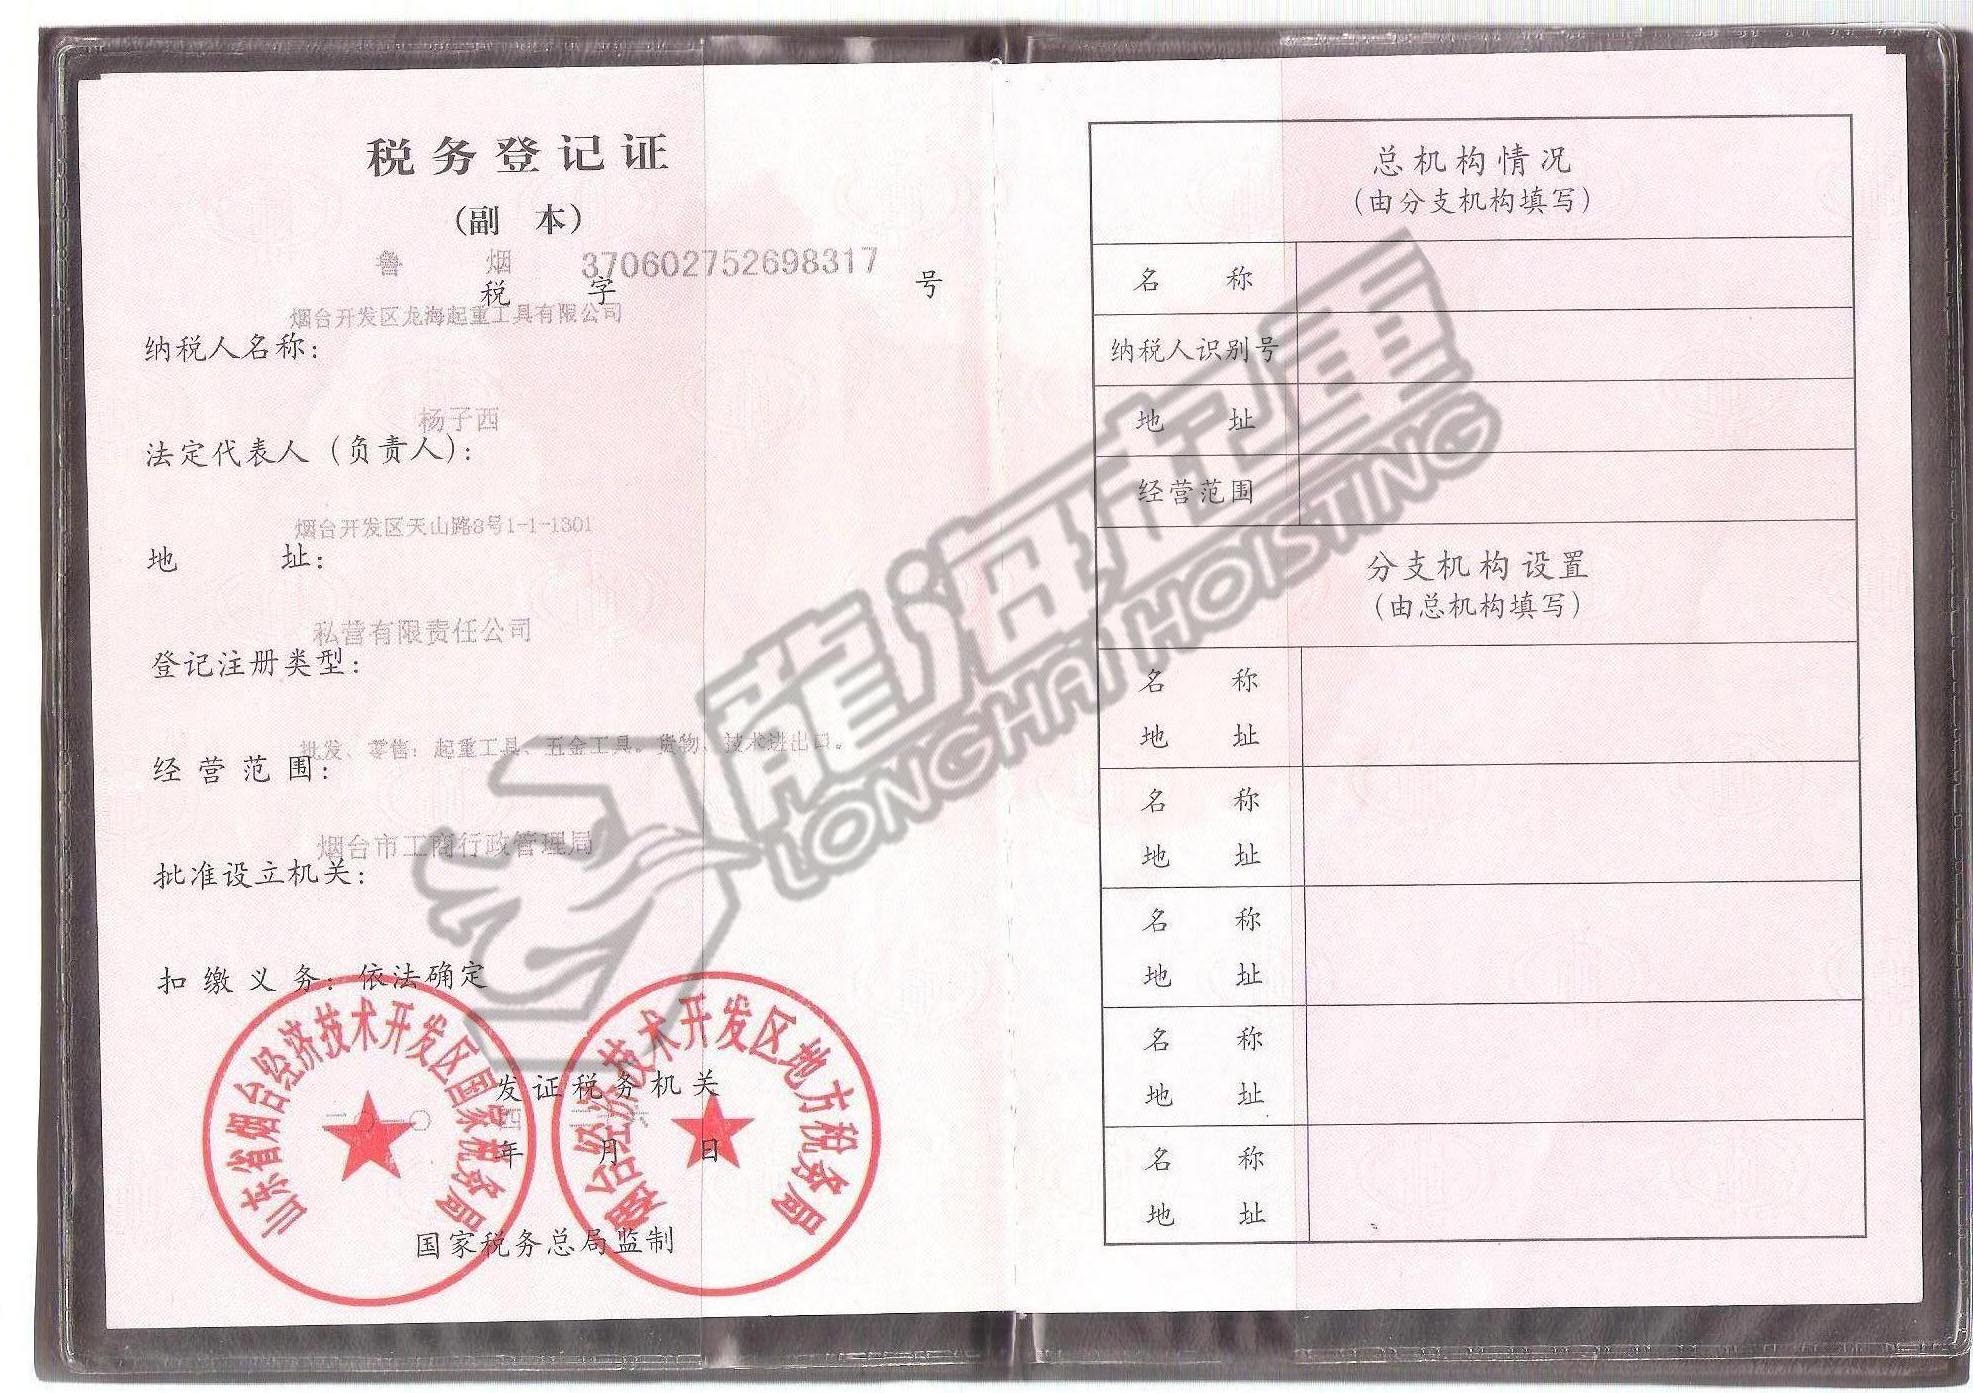 税务登记证
(副 本)
鲁 烟 370602752698317
税 字 号
烟台开发区龙海起重工具有限公司
纳税人名称：
杨子西
法定代表人（负责人）：
烟台开发区天山路3号1-1-1301
地 址：
私营有限责任公司
登记注册类型：
批发、零售：起重工具、五金工具。货物、技术进出口。
经营范围：
烟台市工商行政管理局
批准设立机关：
扣缴义务：依法确定
山东省烟台经济技术开发区国家税务局
烟台经济技术开发区地方税务局
发证税务机关
二〇一〇 四
年 月 日
国家税务总局监制
龍海起重
LONGHAI HOISTING
总机构情况
(由分支机构填写)
名 称
纳税人识别号
地 址
经营范围
分支机构设置
(由总机构填写)
名 称
地 址
名 称
地 址
名 称
地 址
名 称
地 址
名 称
地 址